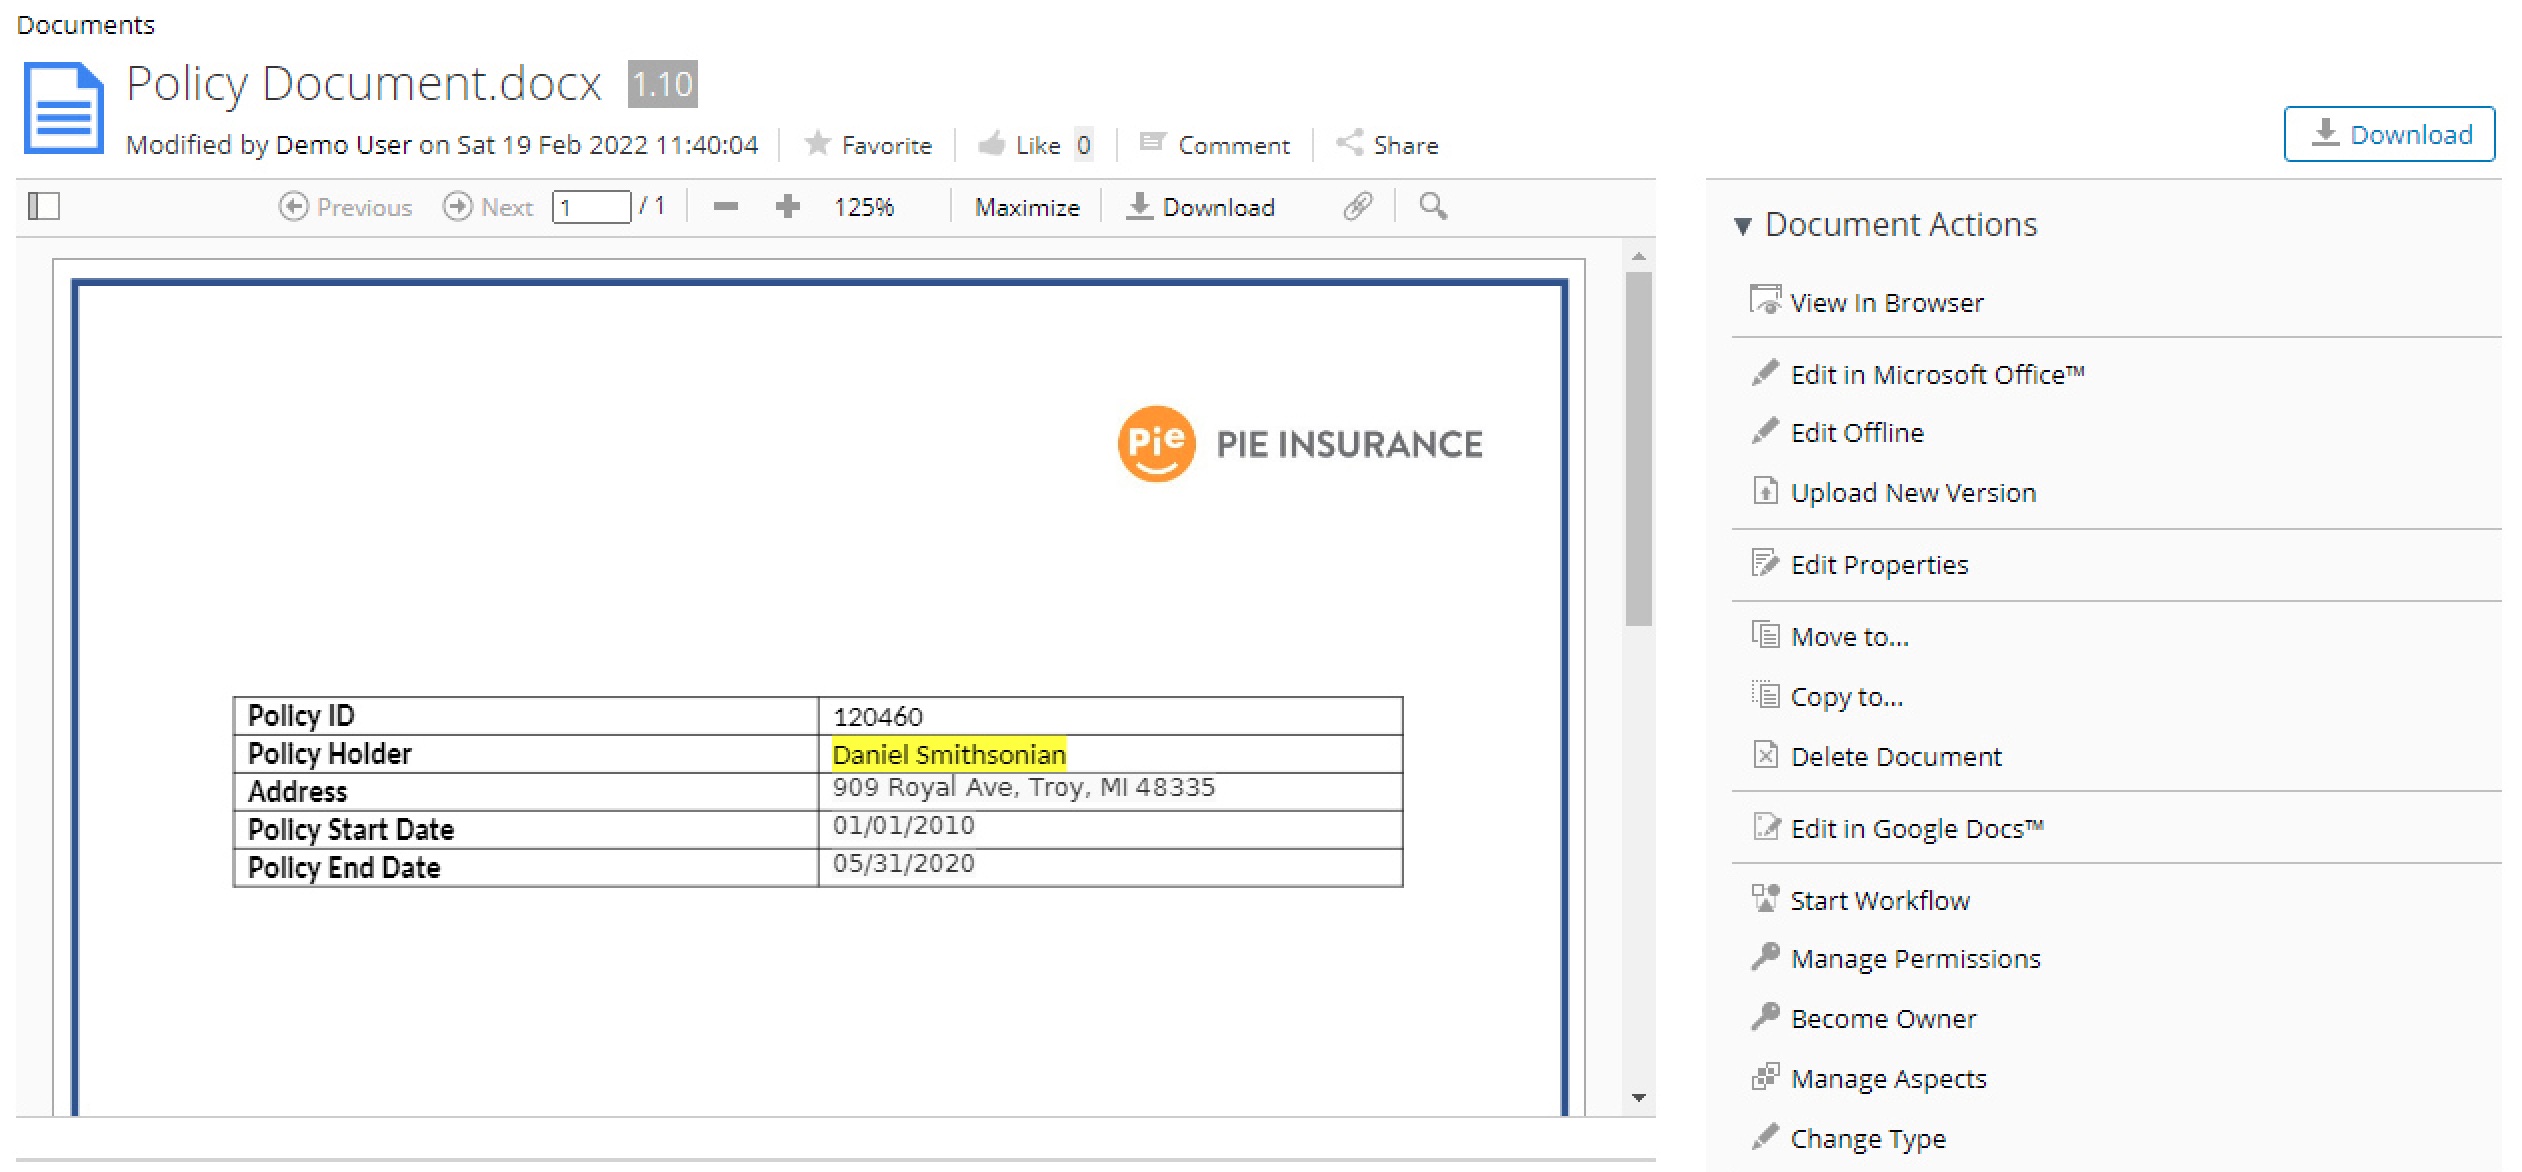 Documents
Policy Document.docx 1.10
Modified by Demo User on Sat 19 Feb 2022 11:40:04 Favorite Like 0 Comment Share
Download
Previous Next 1 / 1 125% Maximize Download
Pie PIE INSURANCE
Policy ID 120460
Policy Holder Daniel Smithsonian
Address 909 Royal Ave, Troy, MI 48335
Policy Start Date 01/01/2010
Policy End Date 05/31/2020
Document Actions
View In Browser
Edit in Microsoft Office™
Edit Offline
Upload New Version
Edit Properties
Move to...
Copy to...
Delete Document
Edit in Google Docs™
Start Workflow
Manage Permissions
Become Owner
Manage Aspects
Change Type